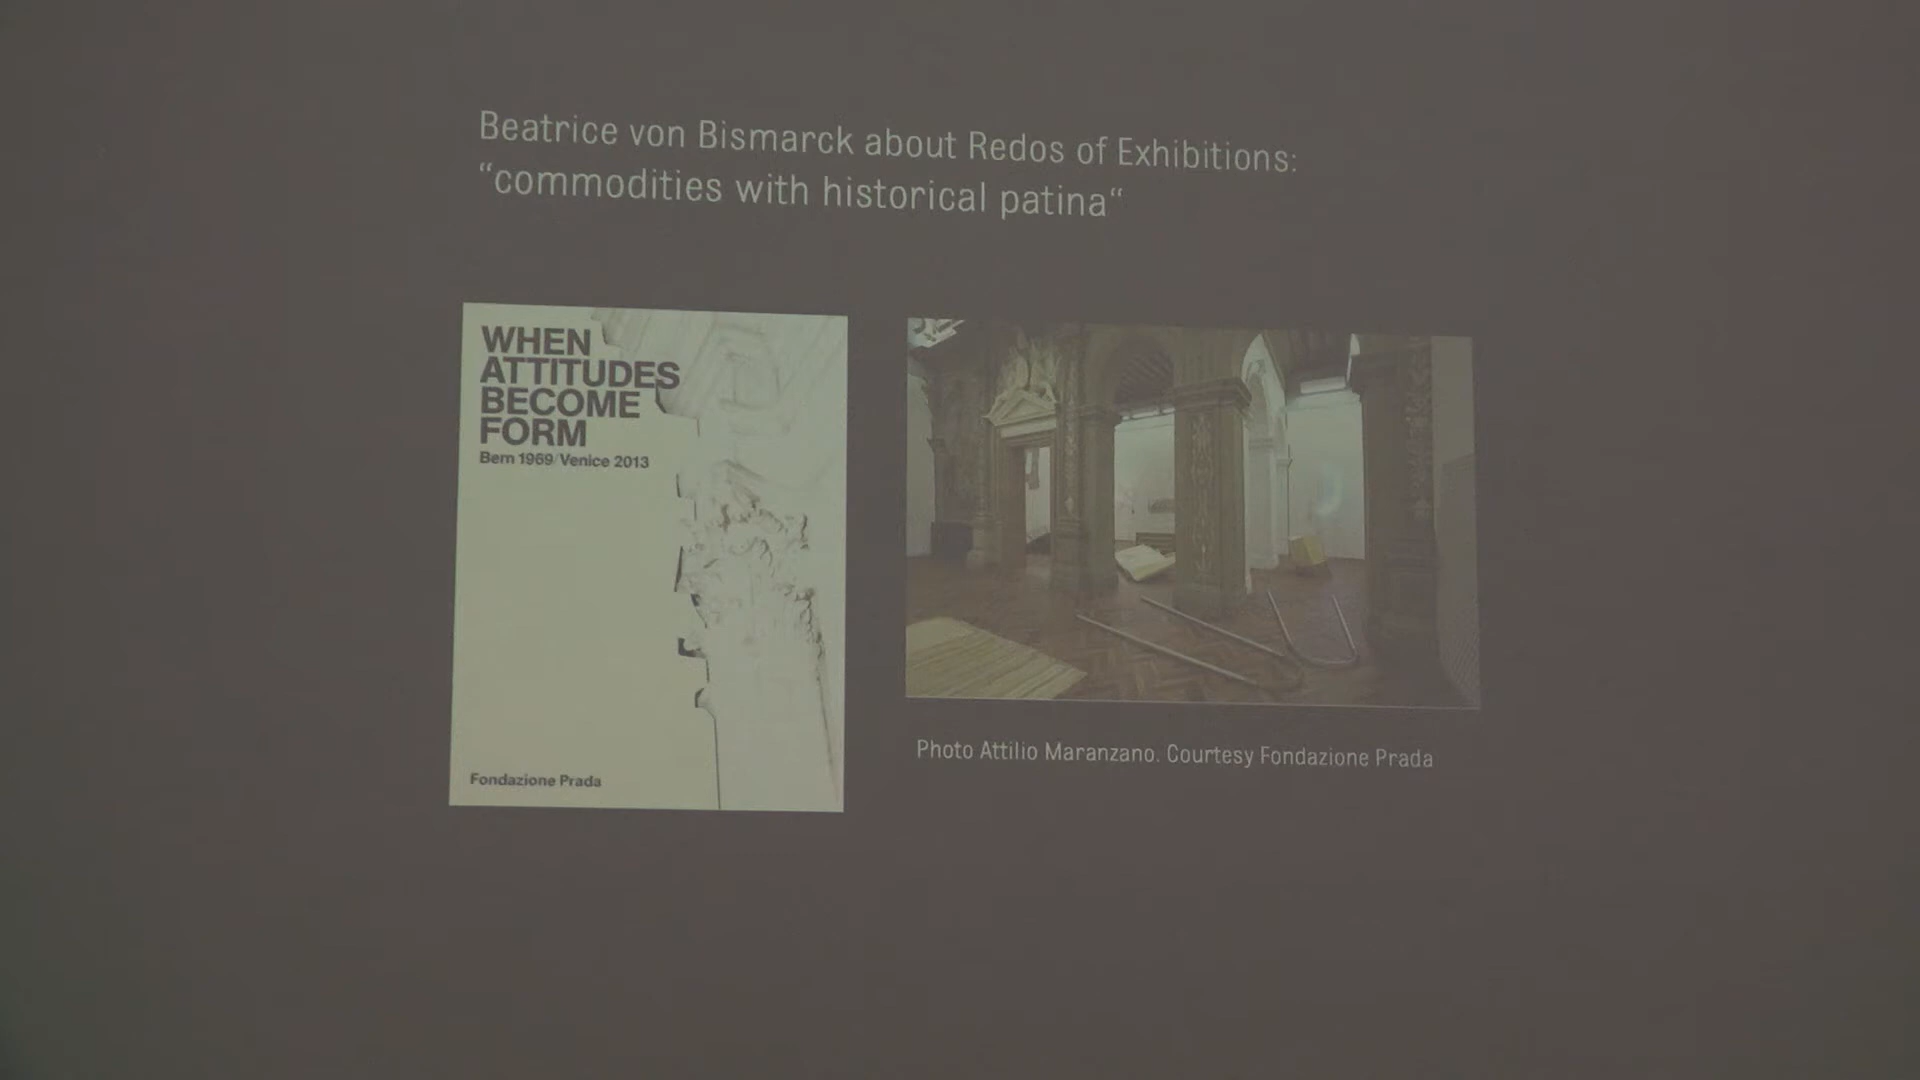 Beatrice von Bismarck about Redos of Exhibitions:
“commodities with historical patina“
WHEN
ATTITUDES
BECOME
FORM
Bern 1969/Venice 2013
Fondazione Prada
Photo Attilio Maranzano. Courtesy Fondazione Prada